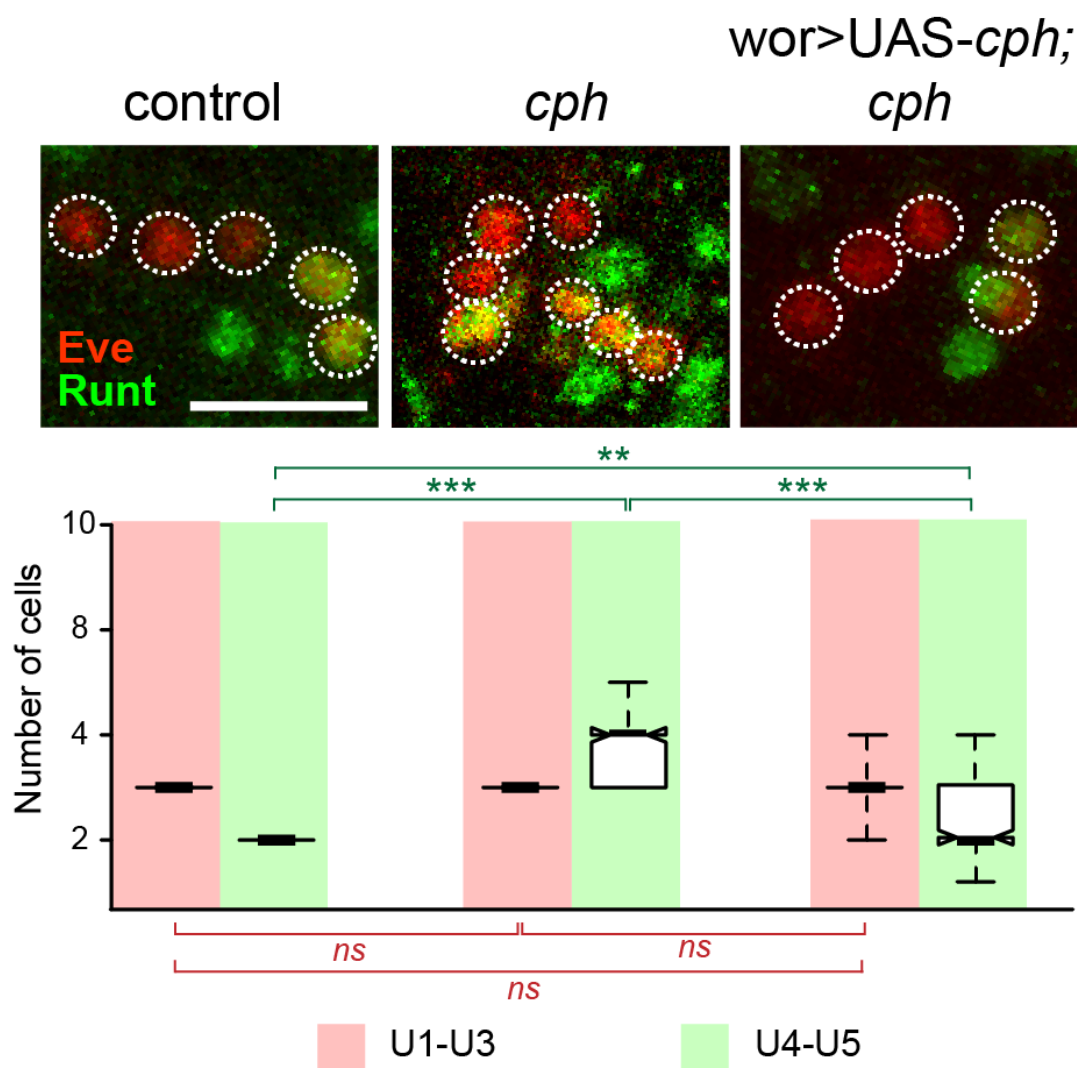 wor>UAS-cph;
control cph cph
Eve
Runt
**
*** ***
10
8
4
2
Number of cells
ns ns
ns
U1-U3 U4-U5